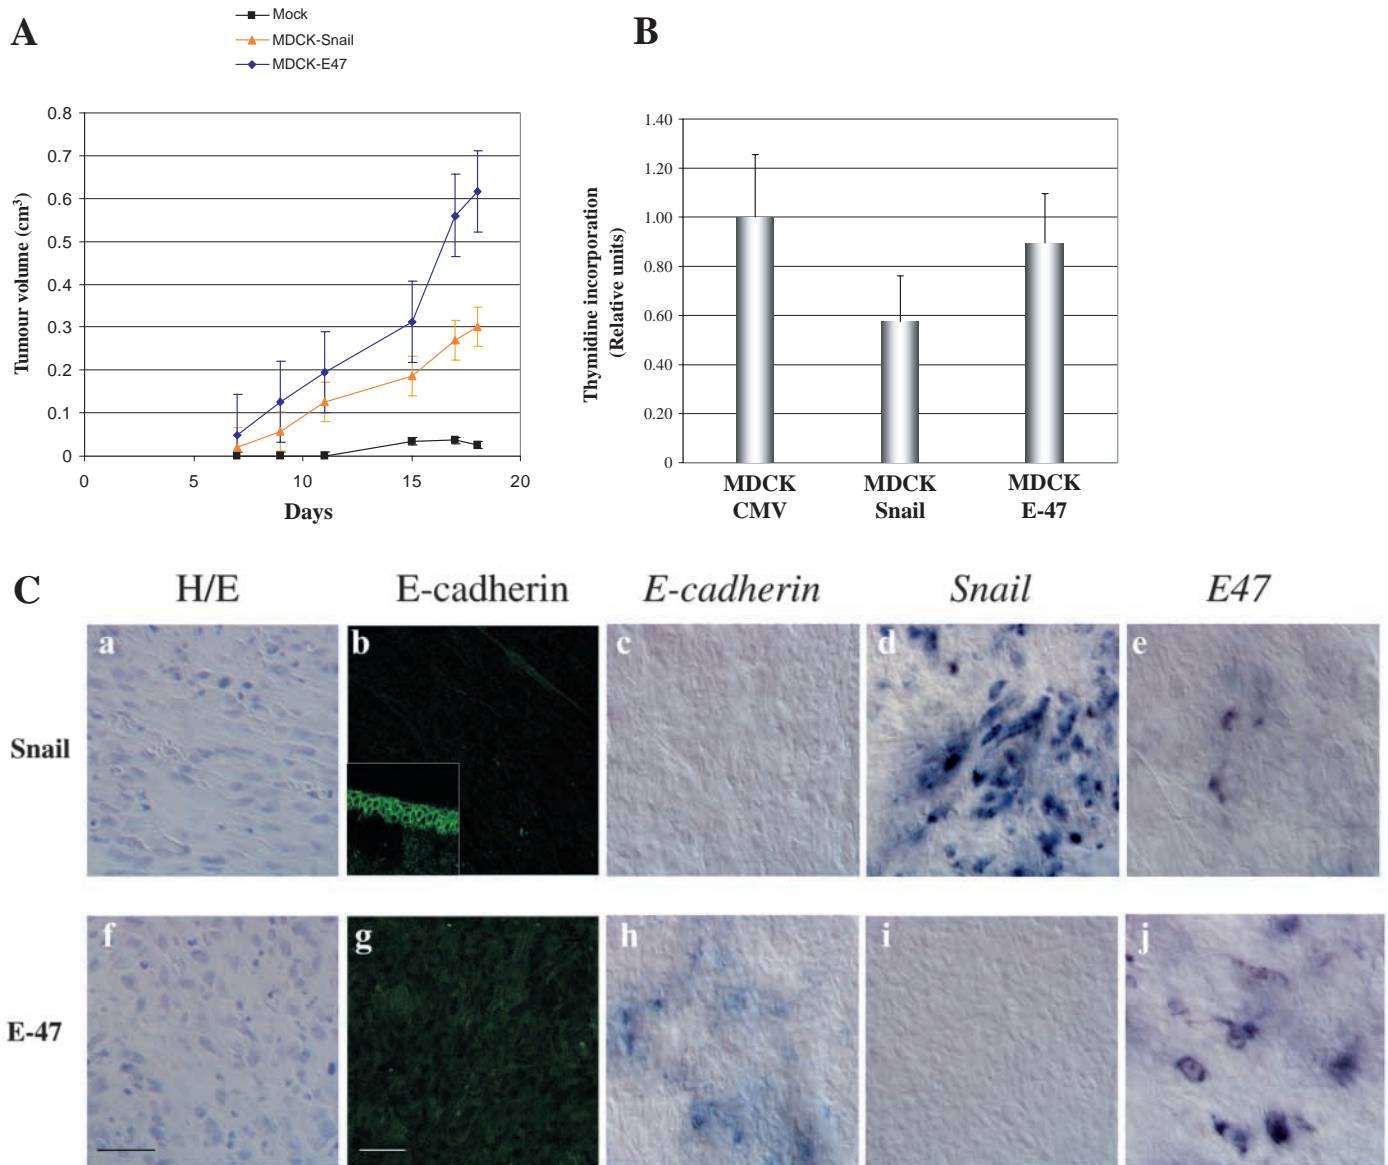 A
Mock
MDCK-Snail
MDCK-E47
0.8
0.7
0.6
0.5
0.4
0.3
0.2
0.1
0
0 5 10 15 20
Tumour volume (cm³)
Days
B
1.40
1.20
1.00
0.80
0.60
0.40
0.20
0
Thymidine incorporation
(Relative units)
MDCK MDCK MDCK
CMV Snail E-47
C
H/E E-cadherin E-cadherin Snail E47
Snail
a b c d e
E-47
f g h i j